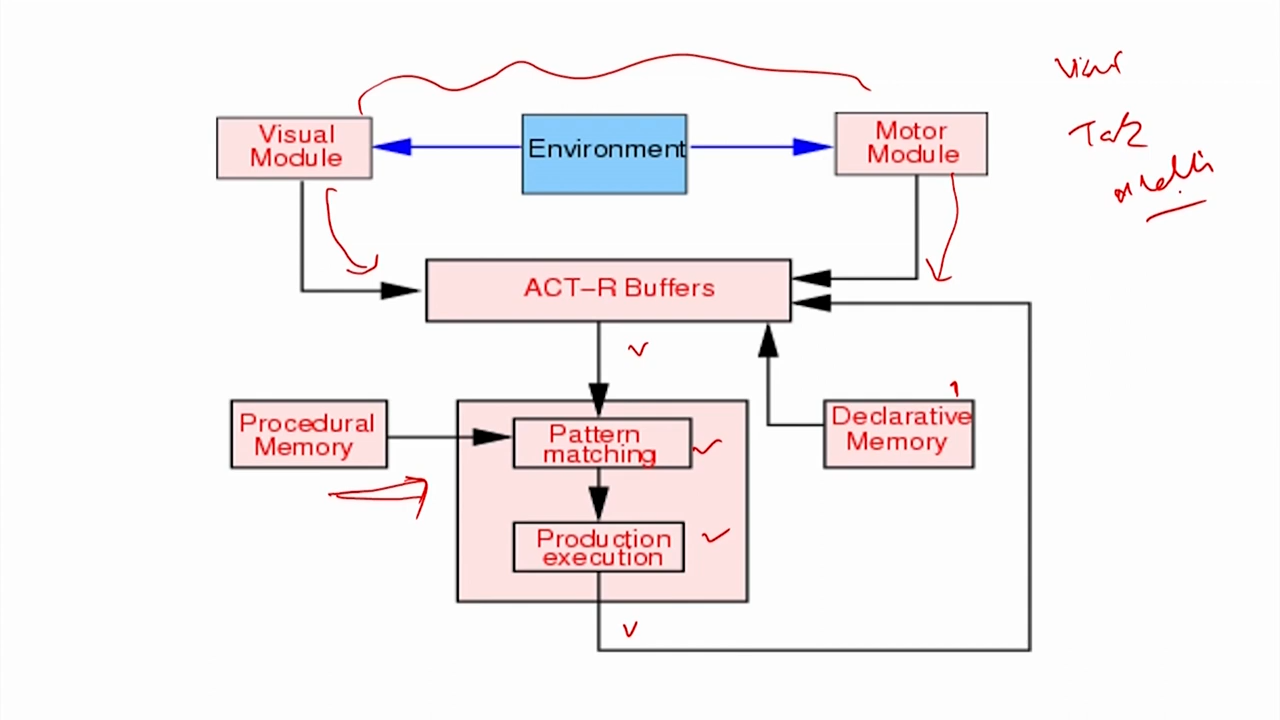 Visual
Module
Environment
Motor
Module
ACT-R Buffers
Procedural
Memory
Pattern
matching
Declarative
Memory
Production
execution